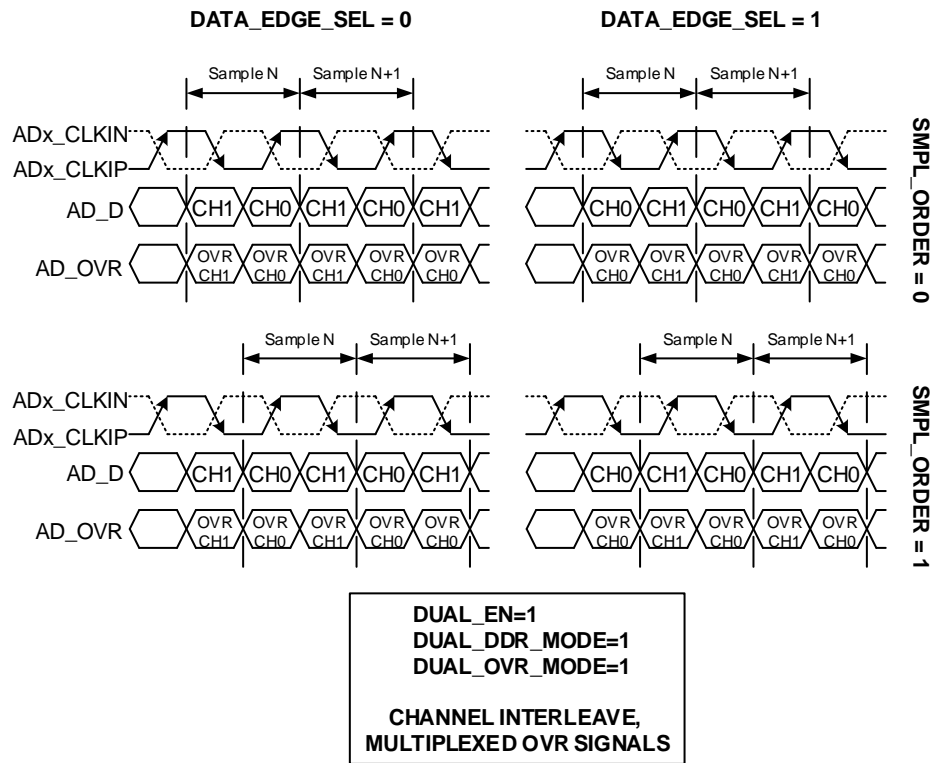 DATA_EDGE_SEL = 0
DATA_EDGE_SEL = 1
Sample N
Sample N+1
Sample N
Sample N+1
ADx_CLKIN
ADx_CLKIP
AD_D
CH1 CH0 CH1 CH0 CH1
CH0 CH1 CH0 CH1 CH0
AD_OVR
OVR OVR OVR OVR OVR
CH1 CH0 CH1 CH0 CH0
OVR OVR OVR OVR OVR
CH0 CH1 CH0 CH1 CH0
SMPL_ORDER = 0
Sample N
Sample N+1
Sample N
Sample N+1
ADx_CLKIN
ADx_CLKIP
AD_D
CH1 CH0 CH1 CH0 CH1
CH0 CH1 CH0 CH1 CH0
AD_OVR
OVR OVR OVR OVR OVR
CH1 CH0 CH1 CH0 CH0
OVR OVR OVR OVR OVR
CH0 CH1 CH0 CH1 CH0
SMPL_ORDER = 1
DUAL_EN=1
DUAL_DDR_MODE=1
DUAL_OVR_MODE=1
CHANNEL INTERLEAVE,
MULTIPLEXED OVR SIGNALS